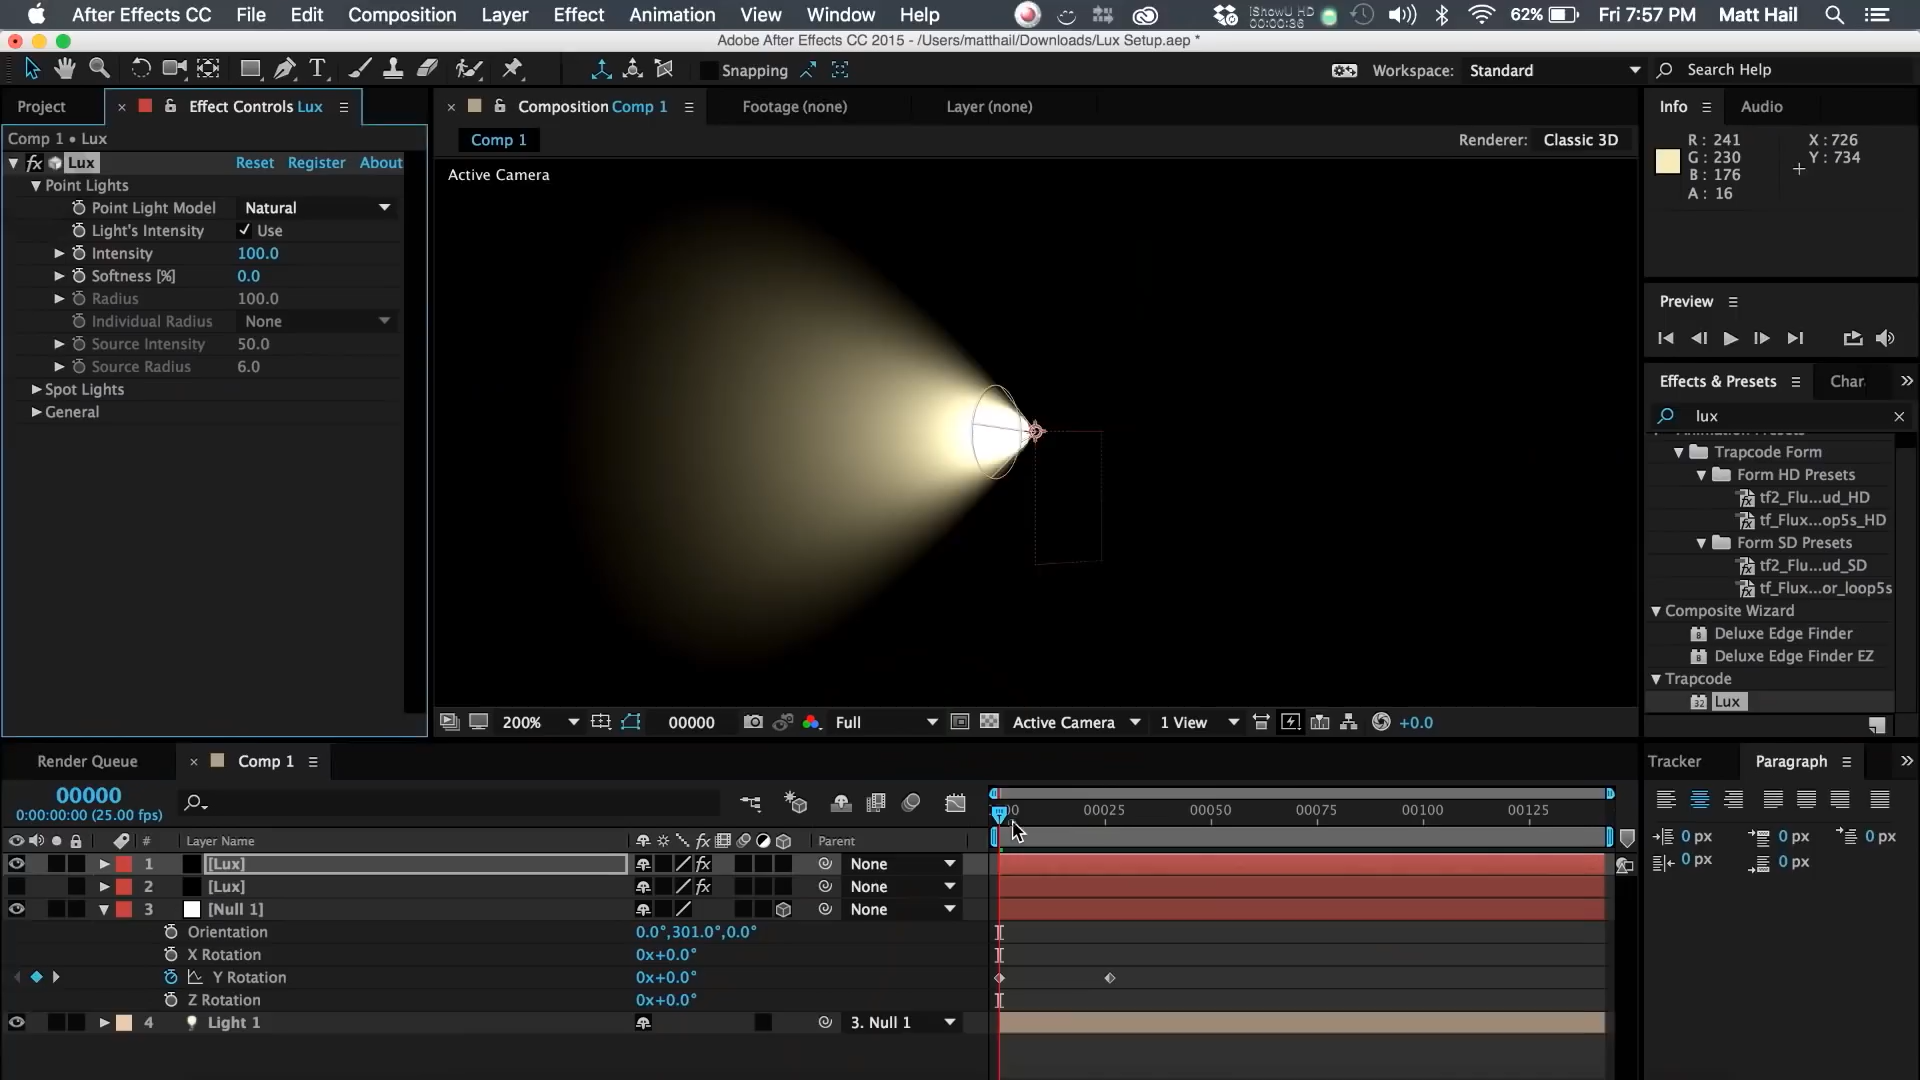 After Effects CC File Edit Composition Layer Effect Animation View Window Help iShowU HD 00:00:36 62% Fri 7:57 PM Matt Hail
Adobe After Effects CC 2015 - /Users/matthail/Downloads/Lux Setup.aep *
Snapping Workspace: Standard Search Help
Project Effect Controls Lux Composition Comp 1 Footage (none) Layer (none) Info Audio
Comp 1 • Lux Comp 1 Renderer: Classic 3D
R: 241 X: 726
G: 230 Y: 734
B: 176
A: 16
fx Lux Reset Register About
Active Camera
Point Lights
Point Light Model Natural
Light's Intensity Use
Intensity 100.0
Softness [%] 0.0
Radius 100.0
Individual Radius None
Source Intensity 50.0
Source Radius 6.0
Spot Lights
General
Preview
Effects & Presets Char
lux
Trapcode Form
Form HD Presets
tf2_Flu...ud_HD
tf_Flux...op5s_HD
Form SD Presets
tf2_Flu...ud_SD
tf_Flux...or_loop5s
Composite Wizard
Deluxe Edge Finder
Deluxe Edge Finder EZ
Trapcode
Lux
200% 00000 Full Active Camera 1 View +0.0
Render Queue Comp 1 Tracker Paragraph
00000
0:00:00:00 (25.00 fps)
00 00025 00050 00075 00100 00125
# Layer Name fx Parent
0 px 0 px 0 px
0 px 0 px
1 [Lux] fx None
2 [Lux] fx None
3 [Null 1] None
Orientation 0.0°,301.0°,0.0°
X Rotation 0x+0.0°
Y Rotation 0x+0.0°
Z Rotation 0x+0.0°
4 Light 1 3. Null 1